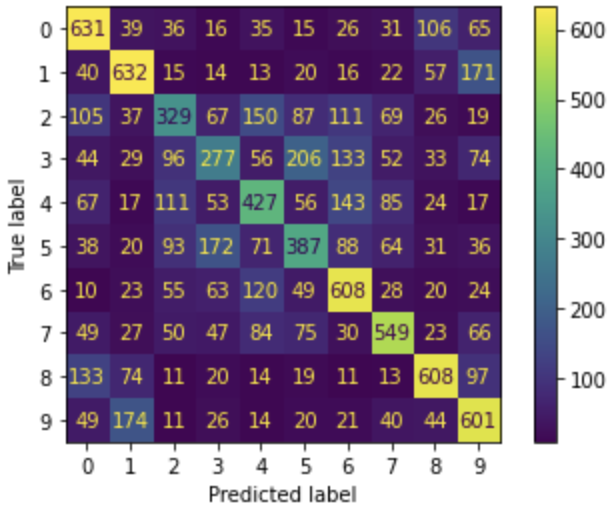 0 631 39 36 16 35 15 26 31 106 65
1 40 632 15 14 13 20 16 22 57 171
2 105 37 329 67 150 87 111 69 26 19
3 44 29 96 277 56 206 133 52 33 74
4 67 17 111 53 427 56 143 85 24 17
5 38 20 93 172 71 387 88 64 31 36
6 10 23 55 63 120 49 608 28 20 24
7 49 27 50 47 84 75 30 549 23 66
8 133 74 11 20 14 19 11 13 608 97
9 49 174 11 26 14 20 21 40 44 601
0 1 2 3 4 5 6 7 8 9
Predicted label
True label
600
500
400
300
200
100